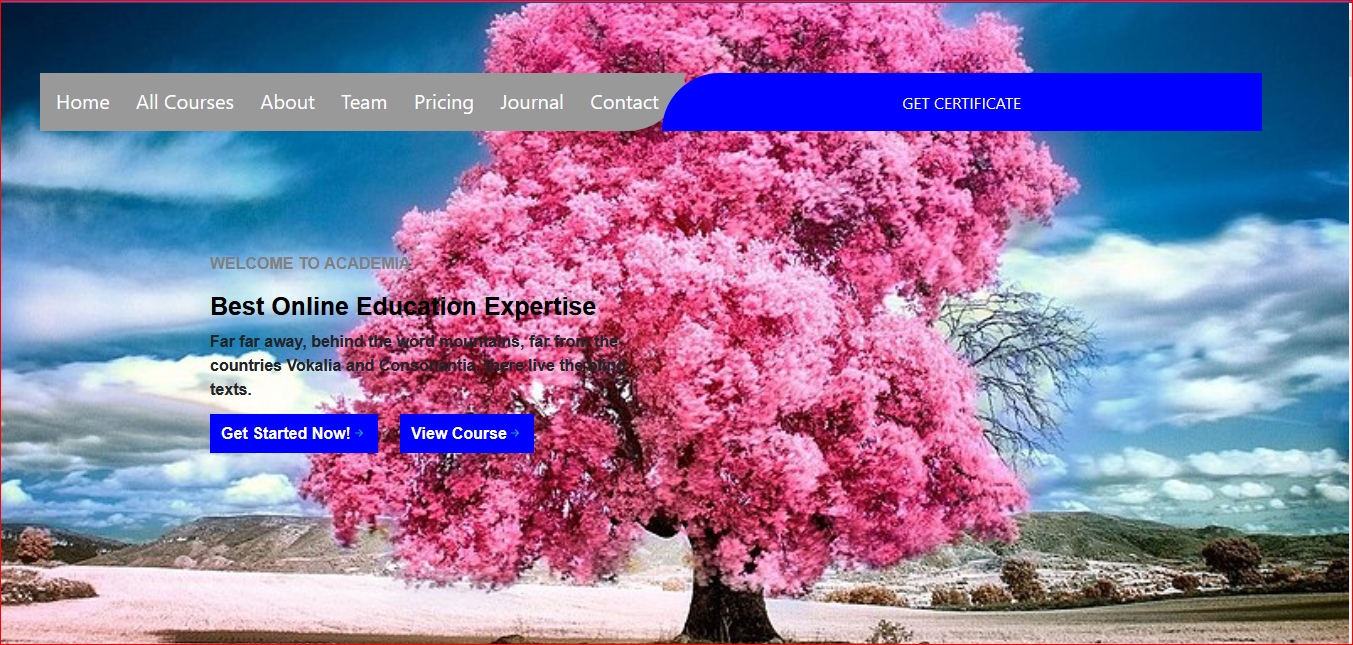 Home All Courses About Team Pricing Journal Contact GET CERTIFICATE
WELCOME TO ACADEMIA
Best Online Education Expertise
Far far away, behind the word mountains, far from the
countries Vokalia and Consonantia, there live the blind
texts.
Get Started Now! → View Course →